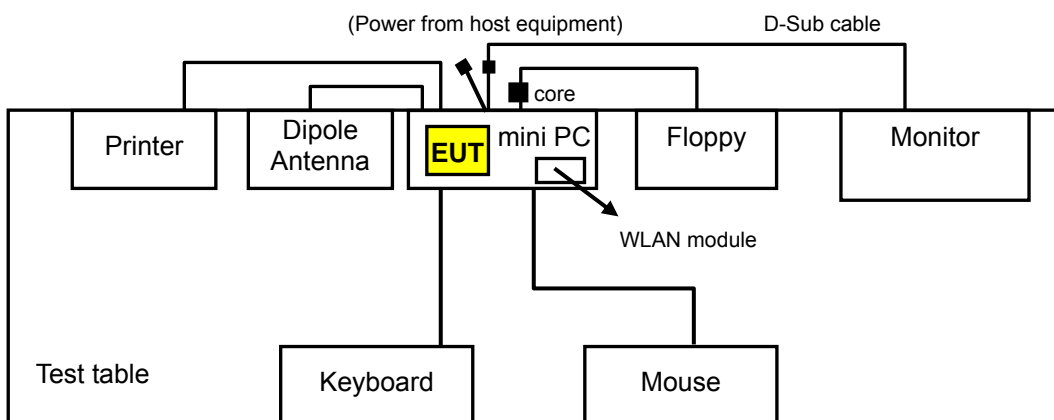 (Power from host equipment)
D-Sub cable
core
Printer
Dipole
Antenna
EUT
mini PC
Floppy
Monitor
WLAN module
Test table
Keyboard
Mouse